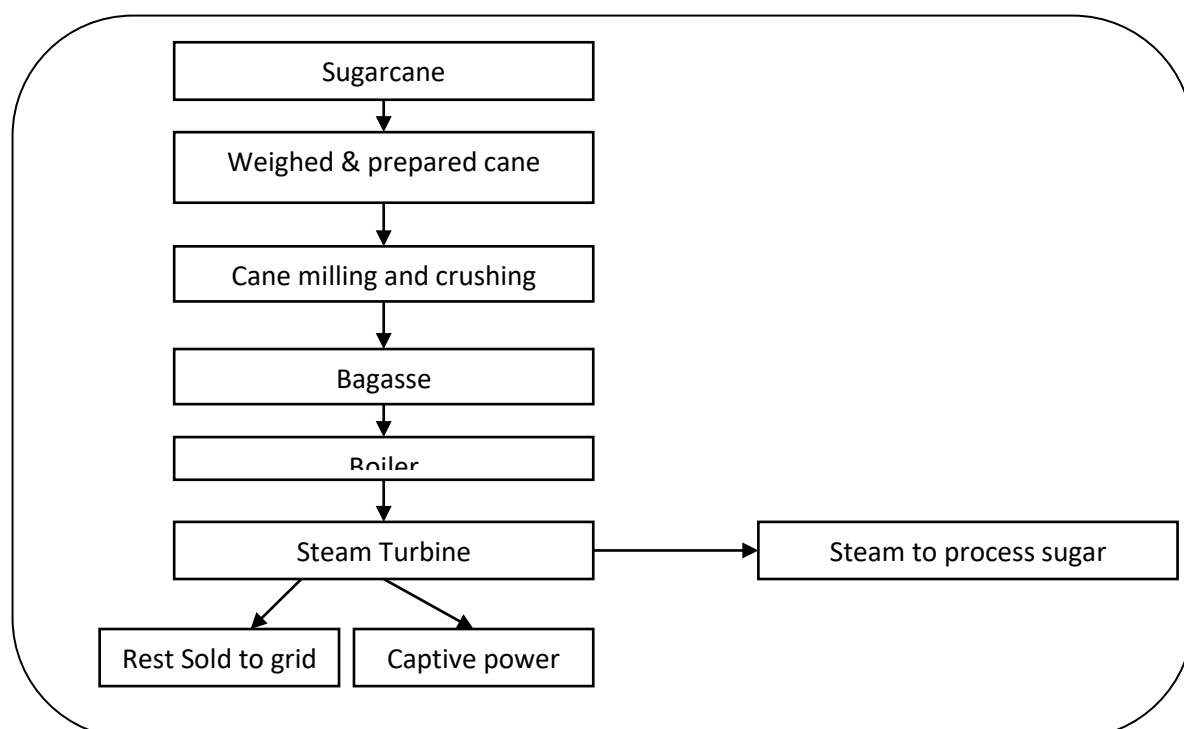 Sugarcane
Weighed & prepared cane
Cane milling and crushing
Bagasse
Boiler
Steam Turbine
Steam to process sugar
Rest Sold to grid
Captive power